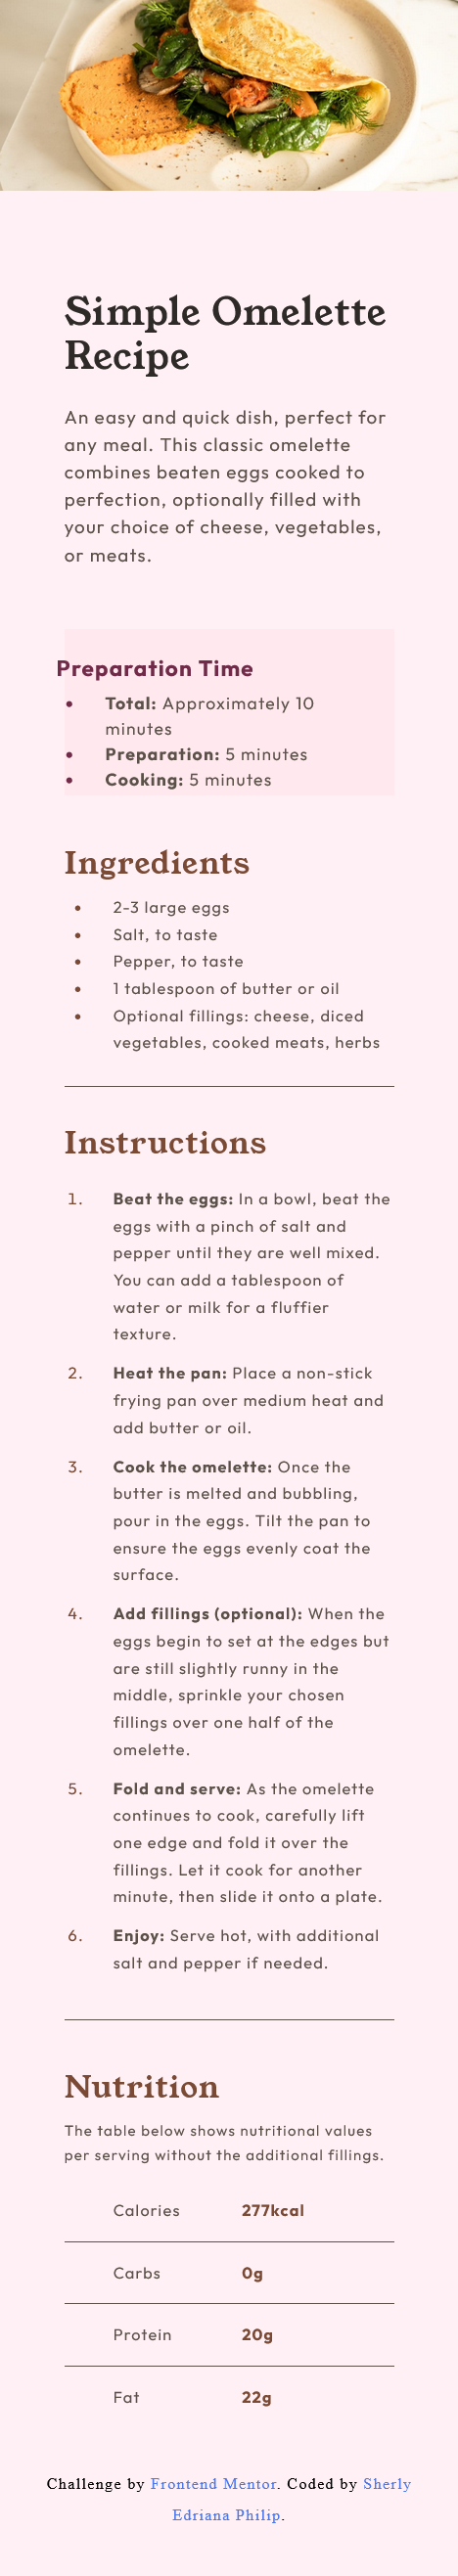 Simple Omelette
Recipe
An easy and quick dish, perfect for
any meal. This classic omelette
combines beaten eggs cooked to
perfection, optionally filled with
your choice of cheese, vegetables,
or meats.
Preparation Time
• Total: Approximately 10
minutes
• Preparation: 5 minutes
• Cooking: 5 minutes
Ingredients
• 2-3 large eggs
• Salt, to taste
• Pepper, to taste
• 1 tablespoon of butter or oil
• Optional fillings: cheese, diced
vegetables, cooked meats, herbs
Instructions
1. Beat the eggs: In a bowl, beat the
eggs with a pinch of salt and
pepper until they are well mixed.
You can add a tablespoon of
water or milk for a fluffier
texture.
2. Heat the pan: Place a non-stick
frying pan over medium heat and
add butter or oil.
3. Cook the omelette: Once the
butter is melted and bubbling,
pour in the eggs. Tilt the pan to
ensure the eggs evenly coat the
surface.
4. Add fillings (optional): When the
eggs begin to set at the edges but
are still slightly runny in the
middle, sprinkle your chosen
fillings over one half of the
omelette.
5. Fold and serve: As the omelette
continues to cook, carefully lift
one edge and fold it over the
fillings. Let it cook for another
minute, then slide it onto a plate.
6. Enjoy: Serve hot, with additional
salt and pepper if needed.
Nutrition
The table below shows nutritional values
per serving without the additional fillings.
Calories 277kcal
Carbs 0g
Protein 20g
Fat 22g
Challenge by Frontend Mentor. Coded by Sherly
Edriana Philip.